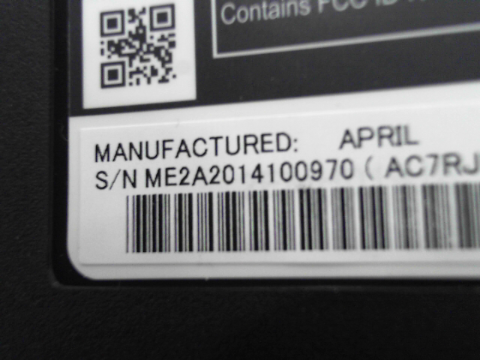 Contains FCC ID
MANUFACTURED: APRIL
S/N ME2A2014100970 ( AC7RJ